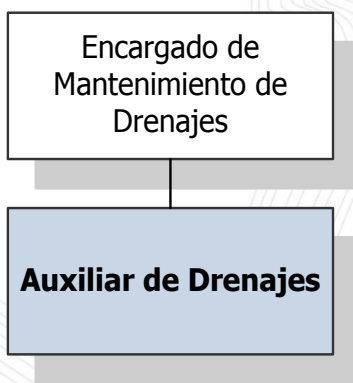 Encargado de
Mantenimiento de
Drenajes
Auxiliar de Drenajes